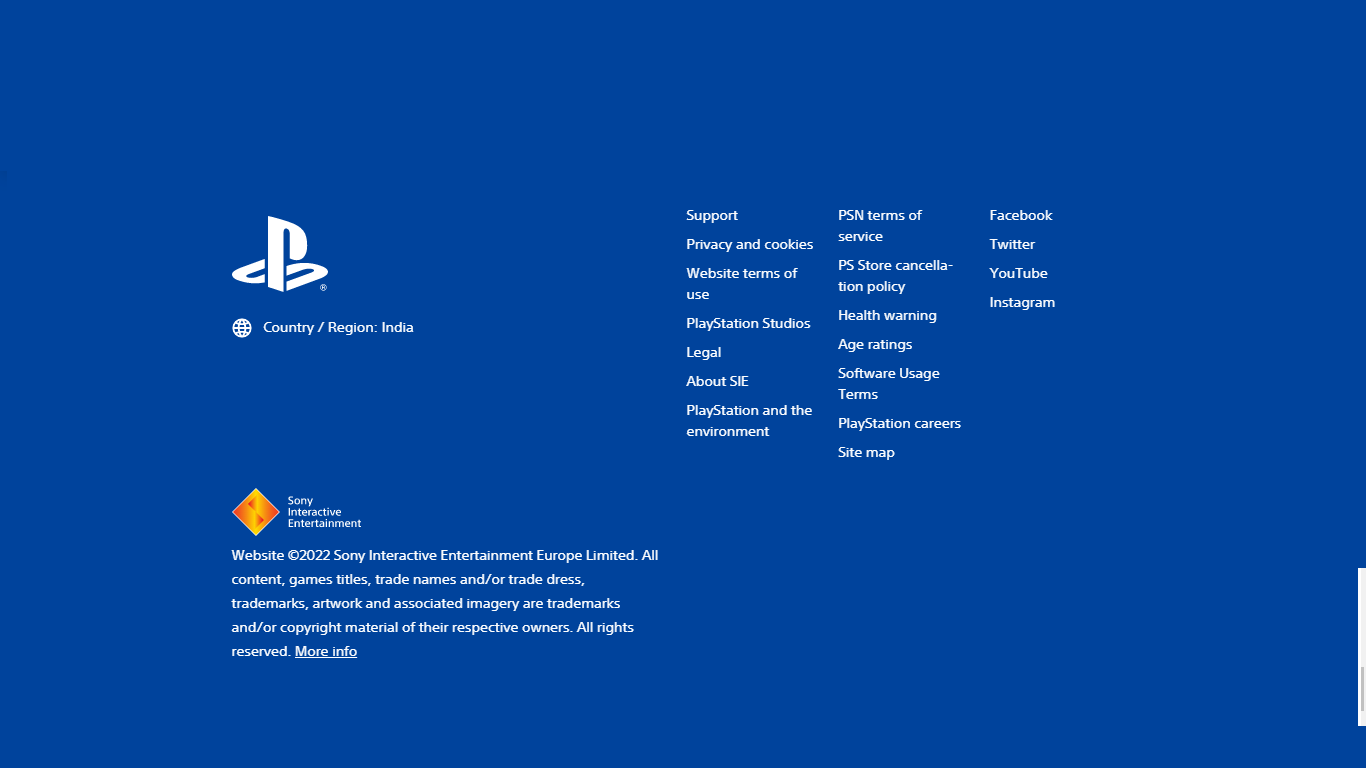 ®
Country / Region: India
Support
Privacy and cookies
Website terms of
use
PlayStation Studios
Legal
About SIE
PlayStation and the
environment
PSN terms of
service
PS Store cancella-
tion policy
Health warning
Age ratings
Software Usage
Terms
PlayStation careers
Site map
Facebook
Twitter
YouTube
Instagram
Sony
Interactive
Entertainment
Website ©2022 Sony Interactive Entertainment Europe Limited. All
content, games titles, trade names and/or trade dress,
trademarks, artwork and associated imagery are trademarks
and/or copyright material of their respective owners. All rights
reserved. More info